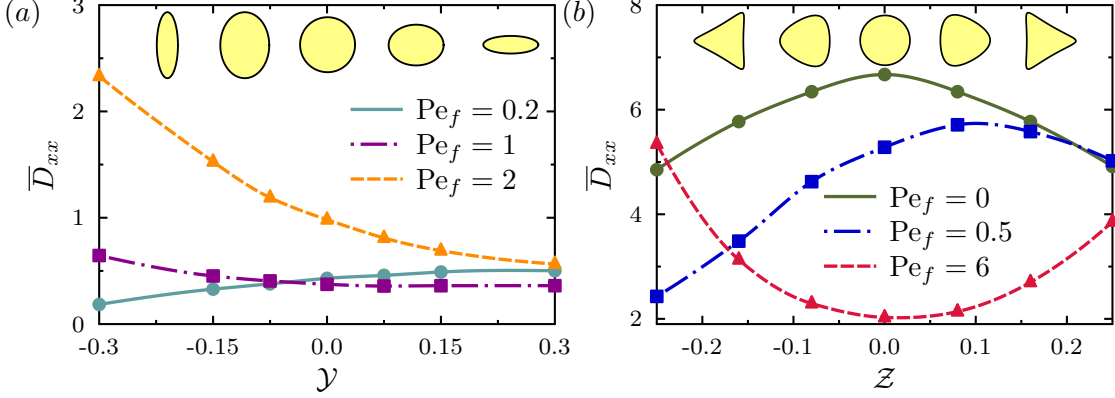 (a)
3
2
1
0
D̅xx
-0.3 -0.15 0.0 0.15 0.3
𝒴
Pef = 0.2
Pef = 1
Pef = 2
(b)
8
6
4
2
D̅xx
-0.2 -0.1 0.0 0.1 0.2
𝒵
Pef = 0
Pef = 0.5
Pef = 6